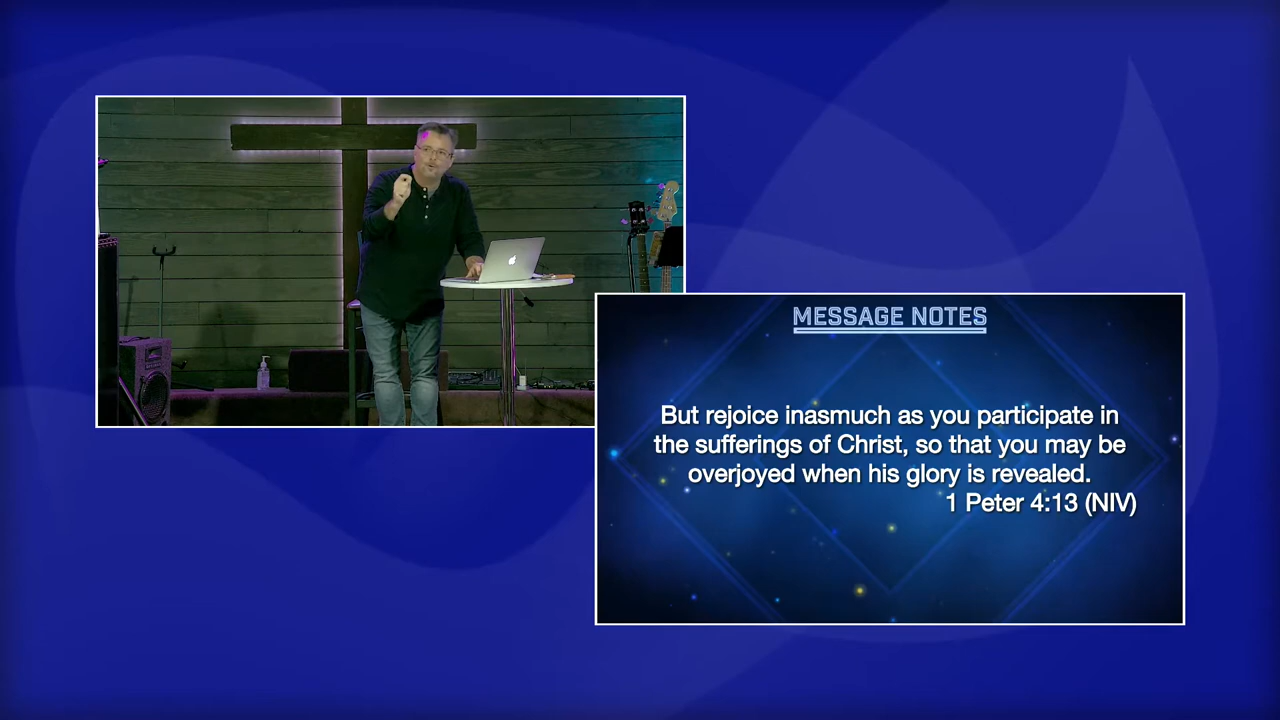 MESSAGE NOTES
But rejoice inasmuch as you participate in
the sufferings of Christ, so that you may be
overjoyed when his glory is revealed.
1 Peter 4:13 (NIV)